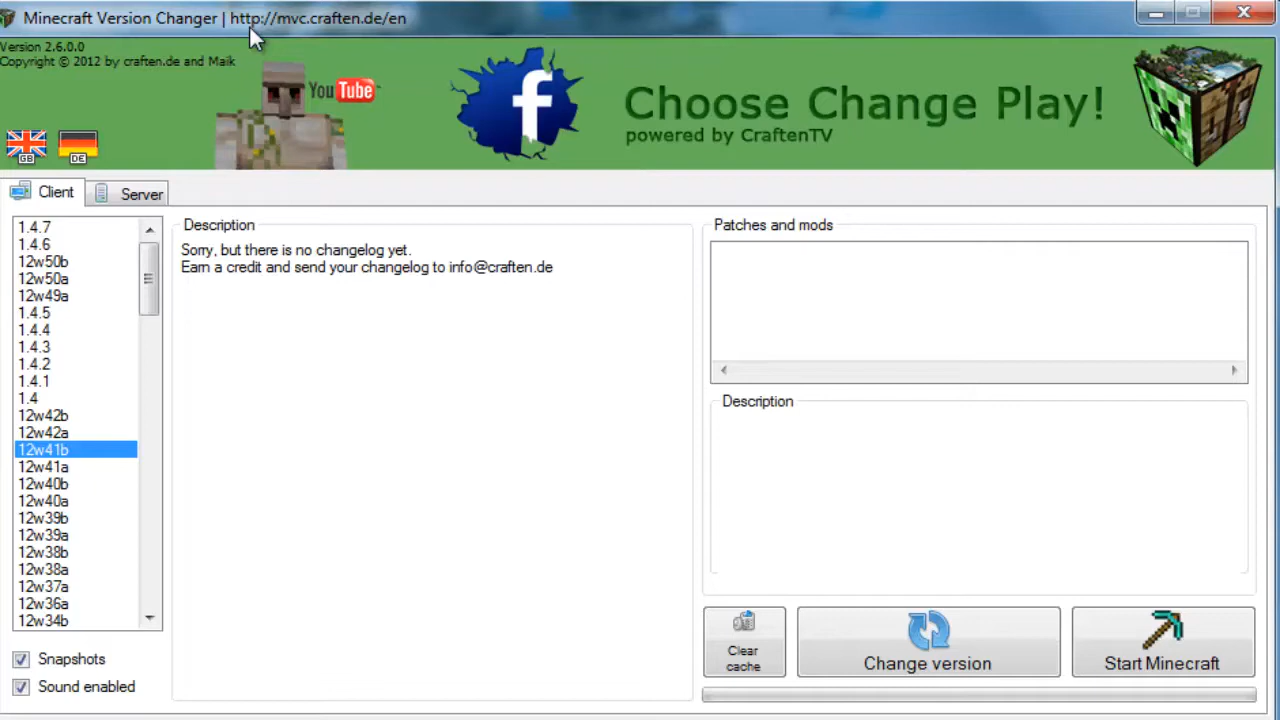 Minecraft Version Changer | http://mvc.craften.de/en
Version 2.6.0.0
Copyright © 2012 by craften.de and Maik
YouTube
f
Choose Change Play!
powered by CraftenTV
GB
DE
Client
Server
1.4.7
1.4.6
12w50b
12w50a
12w49a
1.4.5
1.4.4
1.4.3
1.4.2
1.4.1
1.4
12w42b
12w42a
12w41b
12w41a
12w40b
12w40a
12w39b
12w39a
12w38b
12w38a
12w37a
12w36a
12w34b
Snapshots
Sound enabled
Description
Sorry, but there is no changelog yet.
Earn a credit and send your changelog to info@craften.de
Patches and mods
Description
Clear
cache
Change version
Start Minecraft